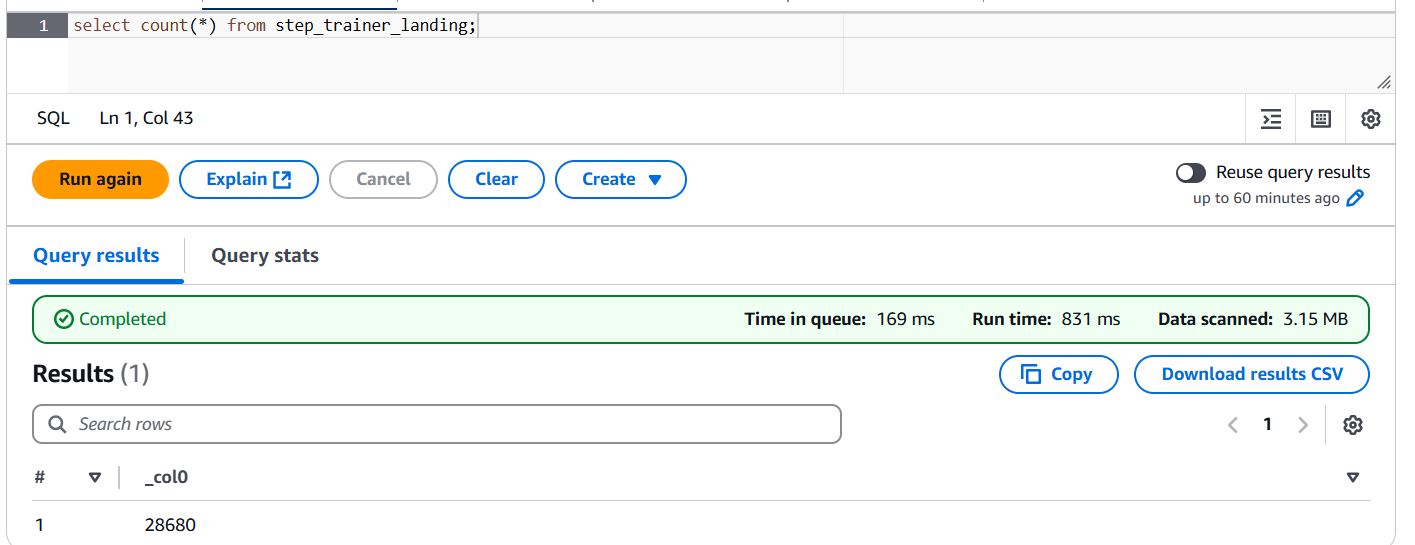 1 select count(*) from step_trainer_landing;
SQL Ln 1, Col 43
Run again Explain Cancel Clear Create Reuse query results
up to 60 minutes ago
Query results Query stats
Completed Time in queue: 169 ms Run time: 831 ms Data scanned: 3.15 MB
Results (1) Copy Download results CSV
Search rows 1
# _col0
1 28680